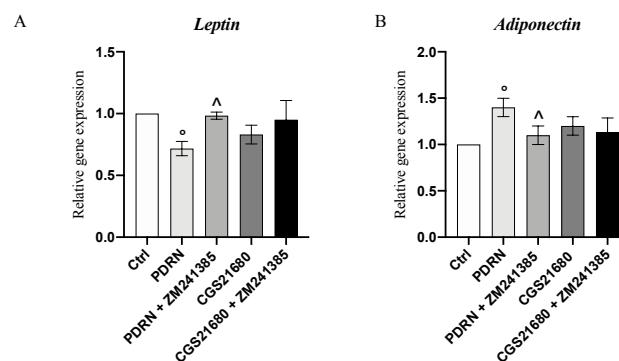 A
Leptin
Relative gene expression
1.5
1.0
0.5
0.0
°
^
Ctrl
PDRN
PDRN + ZM241385
CGS21680
CGS21680 + ZM241385
B
Adiponectin
Relative gene expression
2.0
1.5
1.0
0.5
0.0
°
^
Ctrl
PDRN
PDRN + ZM241385
CGS21680
CGS21680 + ZM241385